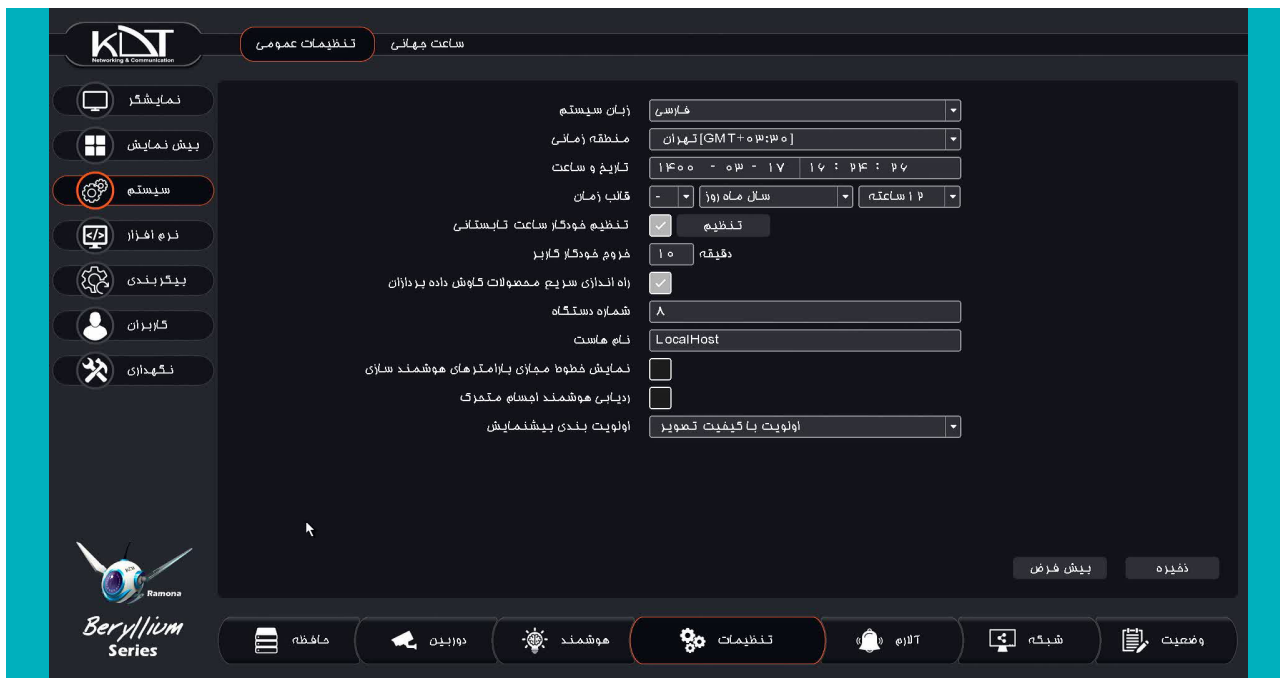 KDT
Networking & Communication
تنظیمات عمومی
ساعت جهانی
نمایشگر
پیش نمایش
سیستم
نرم افزار
پیکربندی
کاربران
نگهداری
زبان سیستم
فارسی
منطقه زمانی
تهران[GMT+۰۳:۳۰]
تاریخ و ساعت
۱۴۰۰ - ۰۳ - ۱۷ ۱۶ : ۲۴ : ۲۶
قالب زمان
-
سال ماه روز
۱۲ساعته
تنظیم خودکار ساعت تابستانی
تنظیم
خروج خودکار کاربر
۱۰
دقیقه
راه اندازی سریع محصولات کاوش داده پردازان
شماره دستگاه
۸
نام هاست
LocalHost
نمایش خطوط مجازی پارامترهای هوشمند سازی
ردیابی هوشمند اجسام متحرک
اولویت بندی پیشنمایش
اولویت با کیفیت تصویر
پیش فرض
ذخیره
Ramona
Beryllium
Series
حافظه
دوربین
هوشمند
تنظیمات
آلارم
شبکه
وضعیت